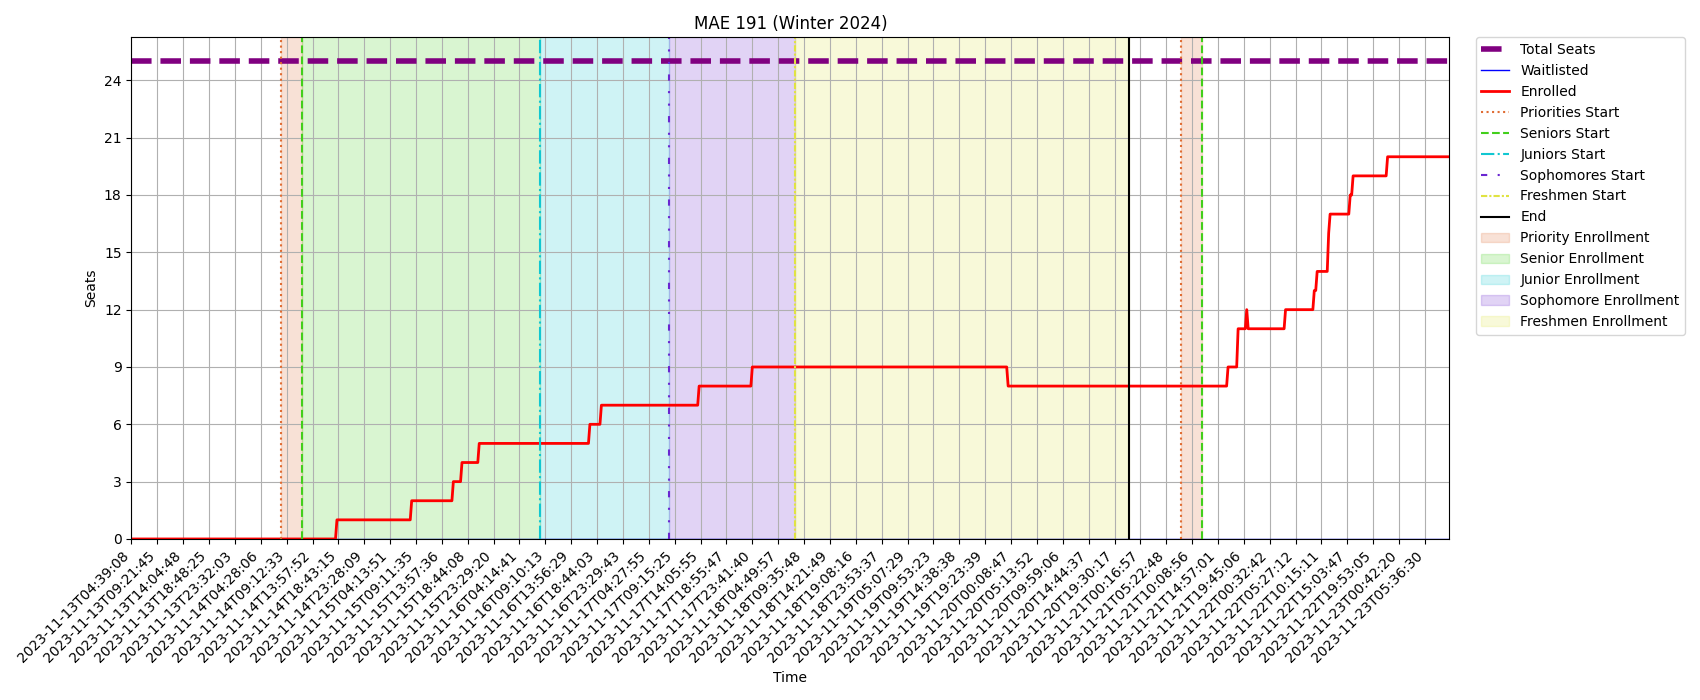 MAE 191 (Winter 2024)
Seats
24
21
18
15
12
9
6
3
0
2023-11-13T04:39:08
2023-11-13T09:21:45
2023-11-13T14:04:48
2023-11-13T18:48:25
2023-11-13T23:32:03
2023-11-14T04:28:06
2023-11-14T09:12:33
2023-11-14T13:57:52
2023-11-14T18:43:15
2023-11-14T23:28:09
2023-11-15T04:13:51
2023-11-15T09:11:35
2023-11-15T13:57:36
2023-11-15T18:44:08
2023-11-15T23:29:20
2023-11-16T04:14:41
2023-11-16T09:10:13
2023-11-16T13:56:29
2023-11-16T18:44:03
2023-11-16T23:29:43
2023-11-17T04:27:55
2023-11-17T09:15:23
2023-11-17T14:05:55
2023-11-17T18:55:47
2023-11-17T23:41:40
2023-11-18T04:49:57
2023-11-18T09:35:48
2023-11-18T14:21:49
2023-11-18T19:08:16
2023-11-18T23:53:37
2023-11-19T05:07:29
2023-11-19T09:53:23
2023-11-19T14:38:38
2023-11-19T19:23:39
2023-11-20T00:08:47
2023-11-20T05:13:52
2023-11-20T09:59:06
2023-11-20T14:44:37
2023-11-20T19:30:17
2023-11-21T00:16:57
2023-11-21T05:22:48
2023-11-21T10:08:56
2023-11-21T14:57:01
2023-11-21T19:45:06
2023-11-22T00:32:42
2023-11-22T05:27:12
2023-11-22T10:15:11
2023-11-22T15:03:47
2023-11-22T19:53:05
2023-11-23T00:42:20
2023-11-23T05:36:30
Time
Total Seats
Waitlisted
Enrolled
Priorities Start
Seniors Start
Juniors Start
Sophomores Start
Freshmen Start
End
Priority Enrollment
Senior Enrollment
Junior Enrollment
Sophomore Enrollment
Freshmen Enrollment